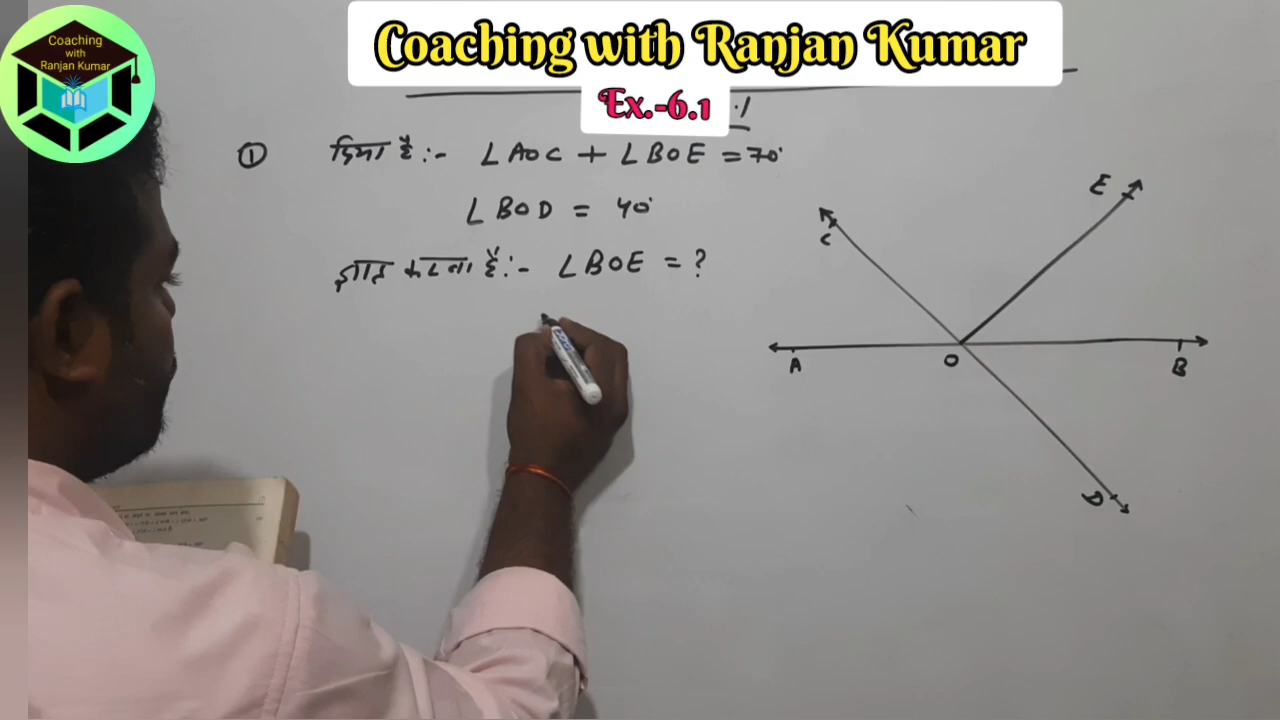 Coaching
with
Ranjan Kumar
Coaching with Ranjan Kumar
Ex.-6.1
.1
① दिया है :- ∠AOC + ∠BOE = 70°
∠BOD = 40°
ज्ञात करना है :- ∠BOE = ?
E
C
A
O
B
D